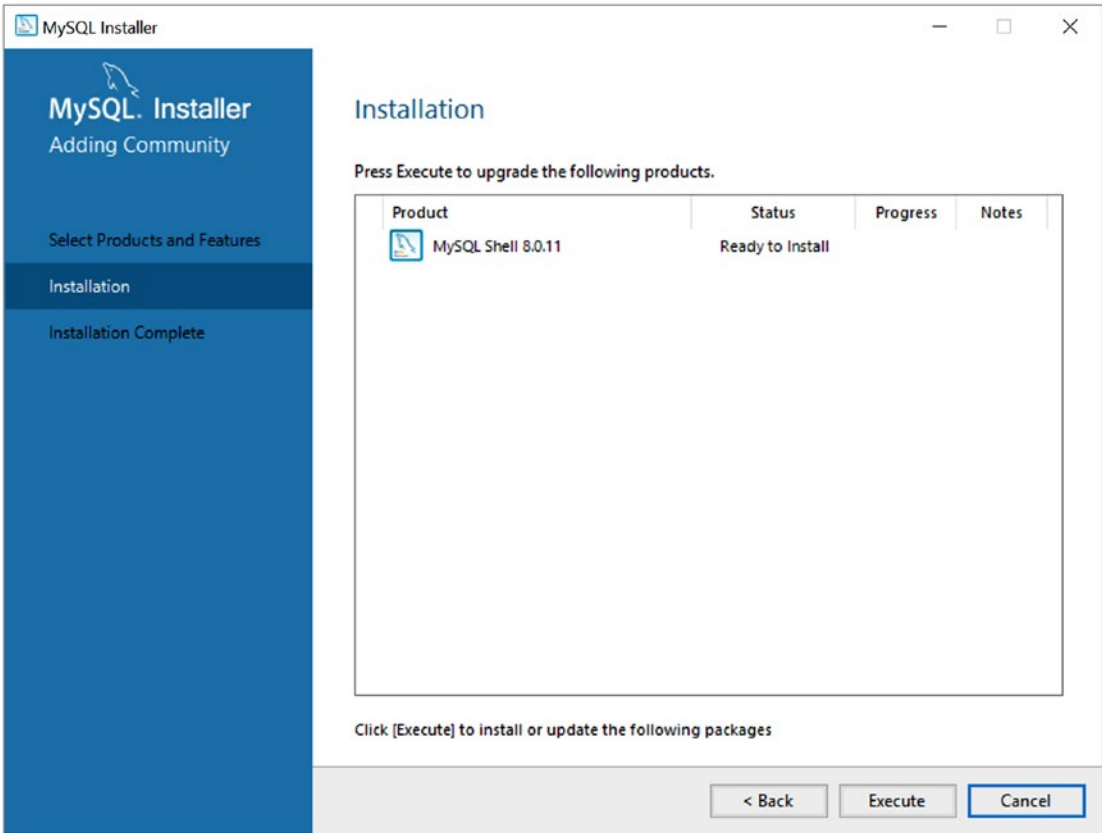 MySQL Installer
MySQL. Installer
Adding Community
Select Products and Features
Installation
Installation Complete
Installation
Press Execute to upgrade the following products.
Product Status Progress Notes
MySQL Shell 8.0.11 Ready to Install
Click [Execute] to install or update the following packages
< Back Execute Cancel